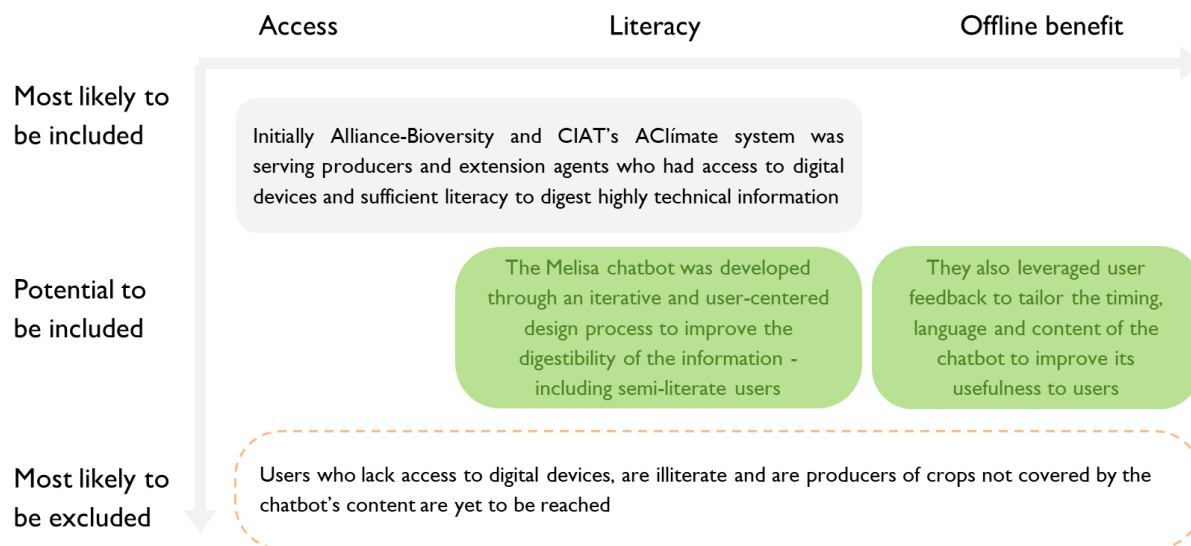 Access
Literacy
Offline benefit
Most likely to
be included
Initially Alliance-Bioversity and CIAT's AClímate system was
serving producers and extension agents who had access to digital
devices and sufficient literacy to digest highly technical information
Potential to
be included
The Melisa chatbot was developed
through an iterative and user-centered
design process to improve the
digestibility of the information -
including semi-literate users
They also leveraged user
feedback to tailor the timing,
language and content of the
chatbot to improve its
usefulness to users
Most likely to
be excluded
Users who lack access to digital devices, are illiterate and are producers of crops not covered by the
chatbot's content are yet to be reached